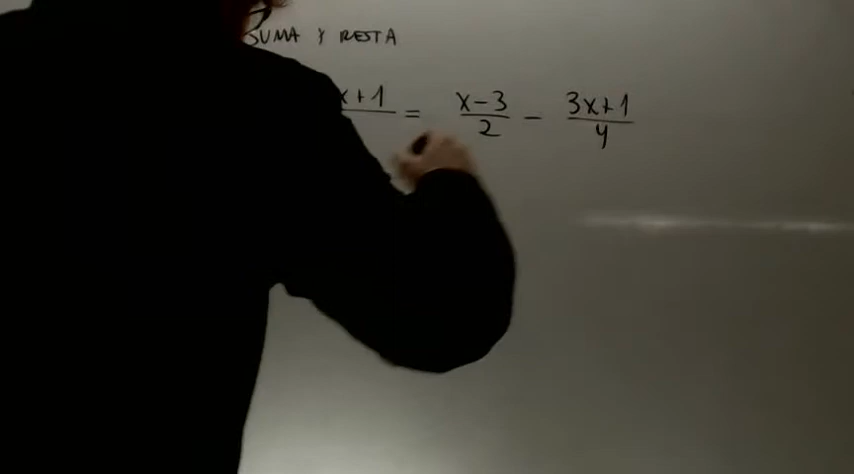 SUMA Y RESTA
x+1 = x-3/2 - 3x+1/4